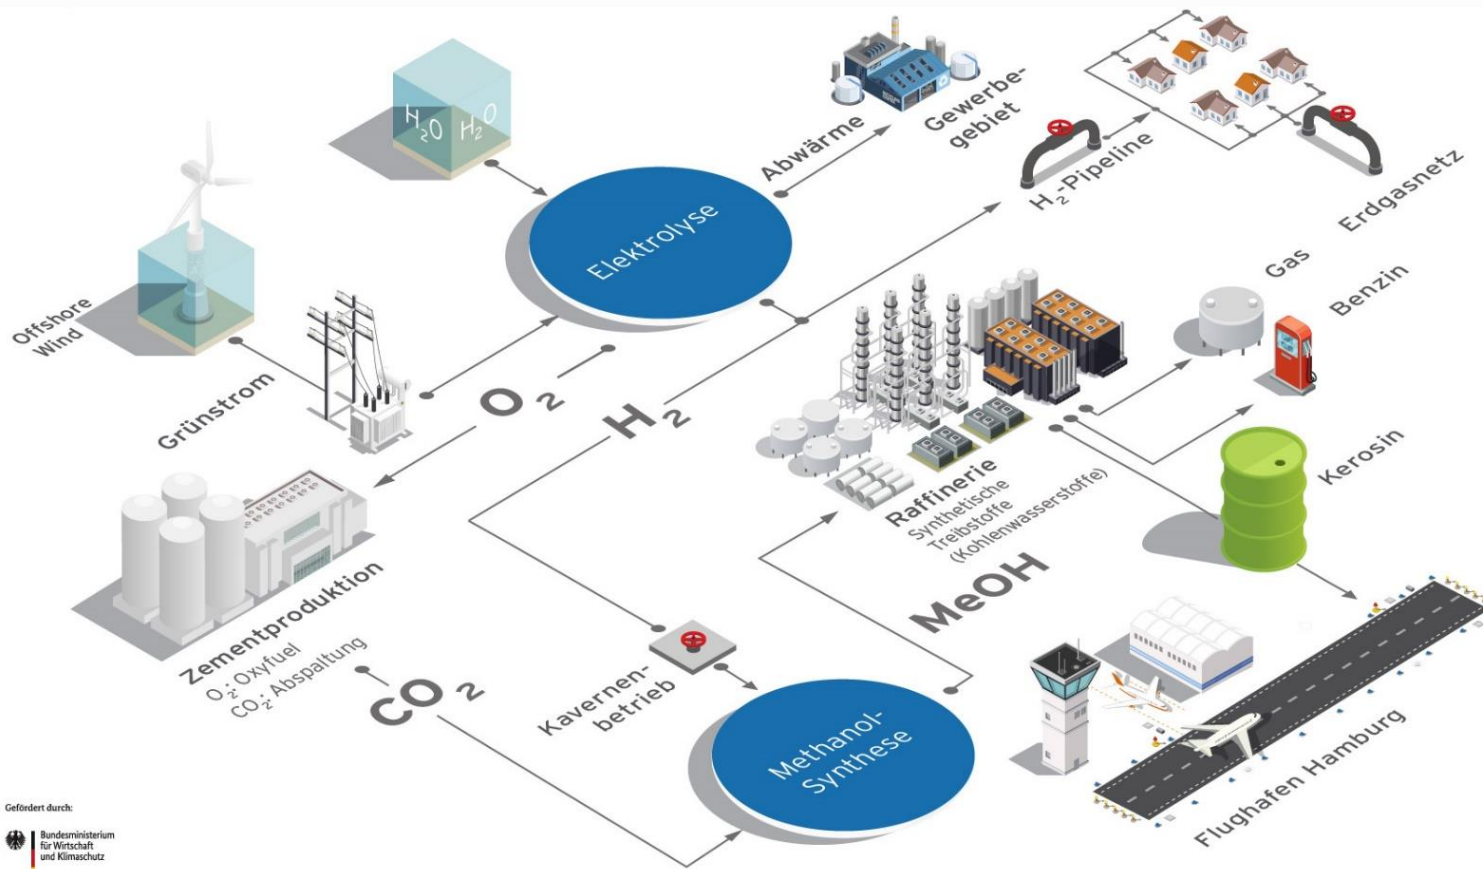 H₂O
H₂O
Elektrolyse
Abwärme
Gewerbe-
gebiet
H₂-Pipeline
Erdgasnetz
Offshore
Wind
Grünstrom
O₂
H₂
Gas
Benzin
Kerosin
Raffinerie
Synthetische
Treibstoffe
(Kohlenwasserstoffe)
MeOH
Zementproduktion
O₂: Oxyfuel
CO₂: Abspaltung
CO₂
Kavernen-
betrieb
Methanol-
Synthese
Flughafen Hamburg
Gefördert durch:
Bundesministerium
für Wirtschaft
und Klimaschutz